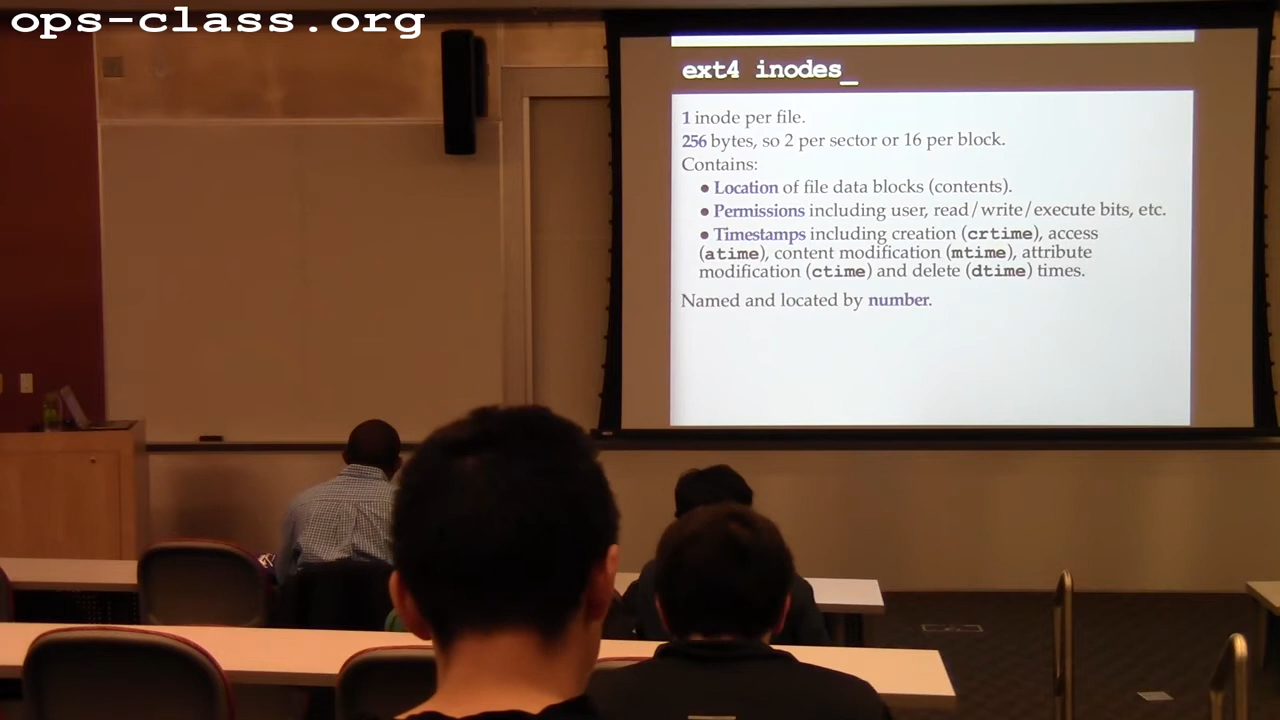 ops-class.org
ext4 inodes_
1 inode per file.
256 bytes, so 2 per sector or 16 per block.
Contains:
● Location of file data blocks (contents).
● Permissions including user, read/write/execute bits, etc.
● Timestamps including creation (crtime), access
(atime), content modification (mtime), attribute
modification (ctime) and delete (dtime) times.
Named and located by number.